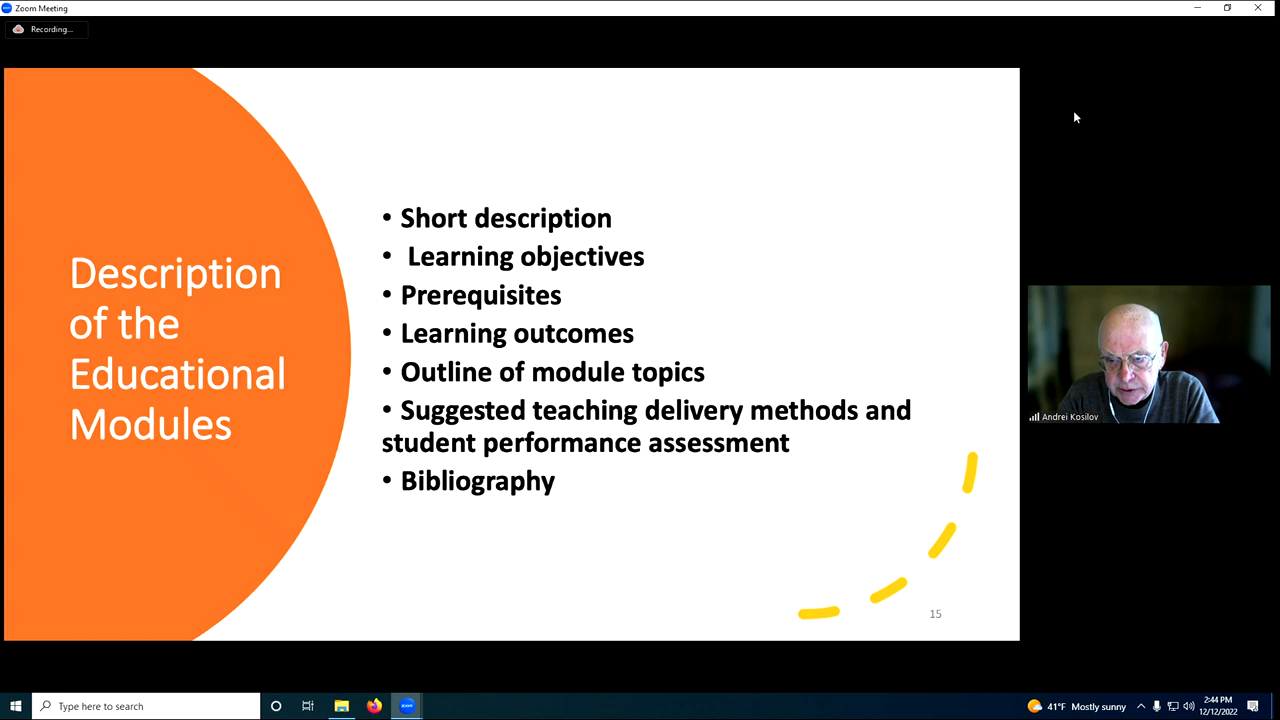 Zoom Meeting
Recording...
Description
of the
Educational
Modules
• Short description
• Learning objectives
• Prerequisites
• Learning outcomes
• Outline of module topics
• Suggested teaching delivery methods and
student performance assessment
• Bibliography
15
Andrei Kosilov
Type here to search
zoom
41°F Mostly sunny
2:44 PM
12/12/2022